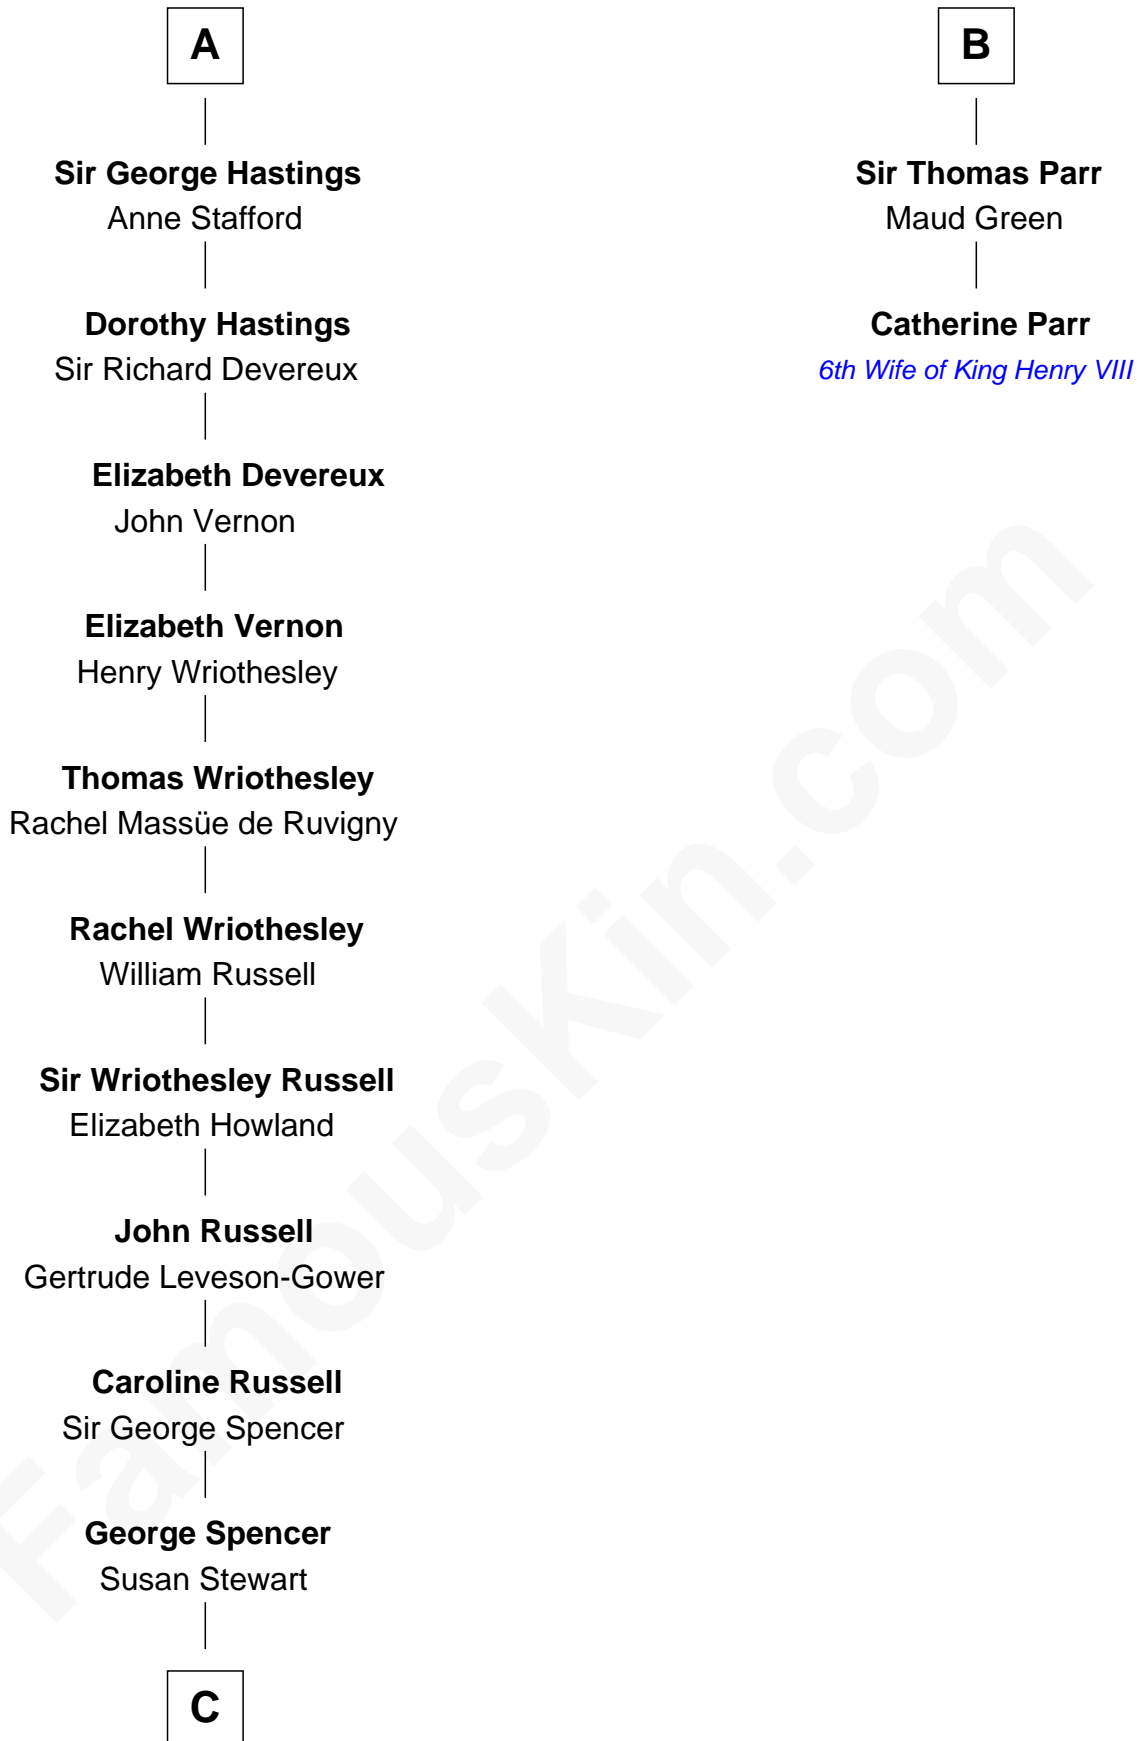 A
Sir George Hastings
Anne Stafford
Dorothy Hastings
Sir Richard Devereux
Elizabeth Devereux
John Vernon
Elizabeth Vernon
Henry Wriothesley
Thomas Wriothesley
Rachel Massüe de Ruvigny
Rachel Wriothesley
William Russell
Sir Wriothesley Russell
Elizabeth Howland
John Russell
Gertrude Leveson-Gower
Caroline Russell
Sir George Spencer
George Spencer
Susan Stewart
C
B
Sir Thomas Parr
Maud Green
Catherine Parr
6th Wife of King Henry VIII
FamousKin.com